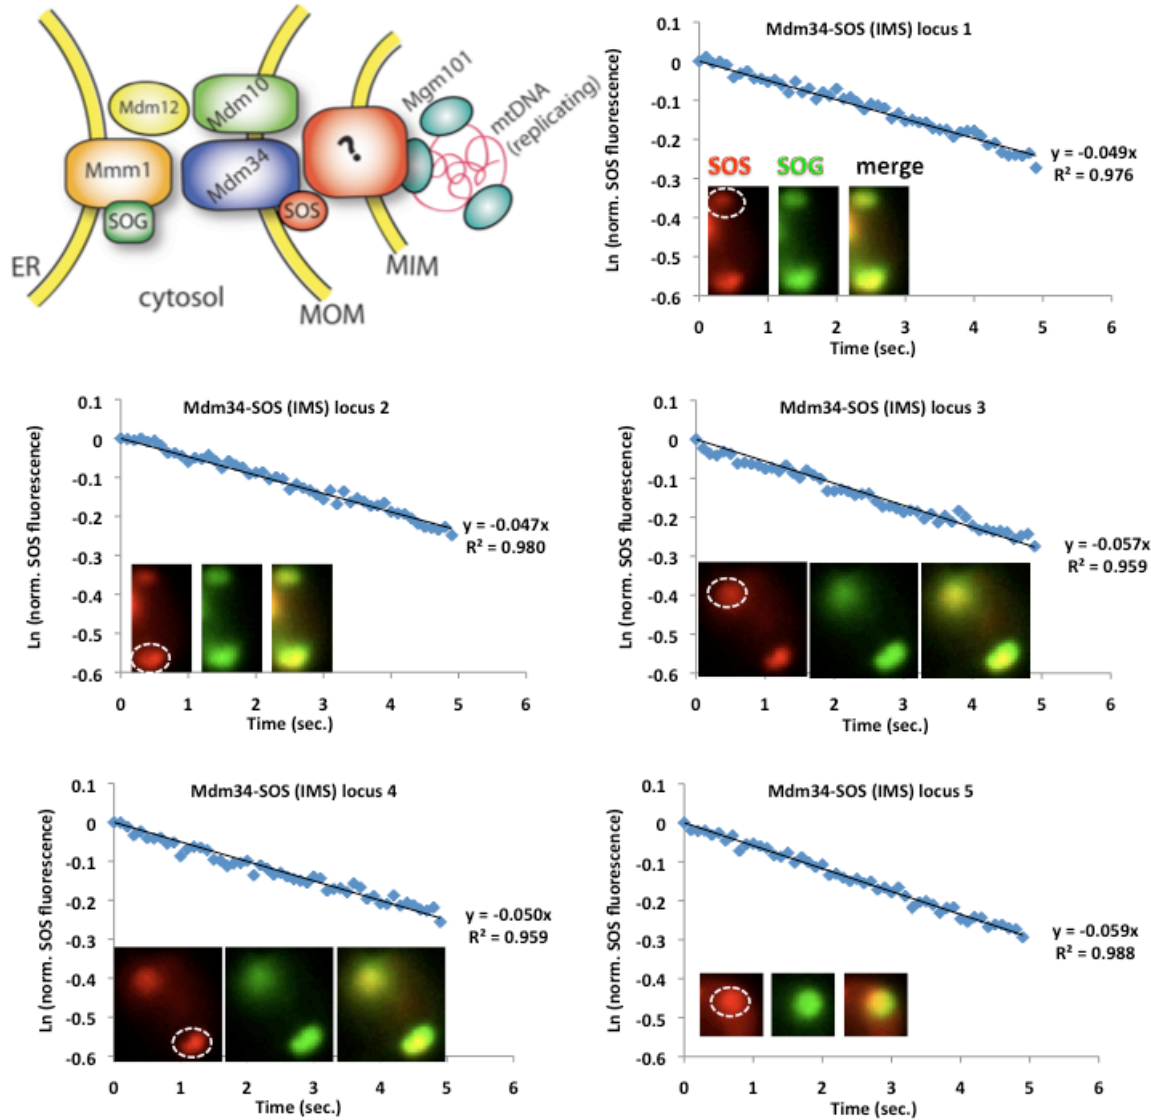 Mdm12
Mdm10
Mmm1
Mdm34
?
Mgm101
mtDNA
(replicating)
SOG
SOS
ER
cytosol
MIM
MOM
Mdm34-SOS (IMS) locus 1
Ln (norm. SOS fluorescence)
0.1
0
-0.1
-0.2
-0.3
-0.4
-0.5
-0.6
y = -0.049x
R² = 0.976
SOS SOG merge
0 1 2 3 4 5 6
Time (sec.)
Mdm34-SOS (IMS) locus 2
Ln (norm. SOS fluorescence)
0.1
0
-0.1
-0.2
-0.3
-0.4
-0.5
-0.6
y = -0.047x
R² = 0.980
0 1 2 3 4 5 6
Time (sec.)
Mdm34-SOS (IMS) locus 3
Ln (norm. SOS fluorescence)
0.1
0
-0.1
-0.2
-0.3
-0.4
-0.5
-0.6
y = -0.057x
R² = 0.959
0 1 2 3 4 5 6
Time (sec.)
Mdm34-SOS (IMS) locus 4
Ln (norm. SOS fluorescence)
0.1
0
-0.1
-0.2
-0.3
-0.4
-0.5
-0.6
y = -0.050x
R² = 0.959
0 1 2 3 4 5 6
Time (sec.)
Mdm34-SOS (IMS) locus 5
Ln (norm. SOS fluorescence)
0.1
0
-0.1
-0.2
-0.3
-0.4
-0.5
-0.6
y = -0.059x
R² = 0.988
0 1 2 3 4 5 6
Time (sec.)